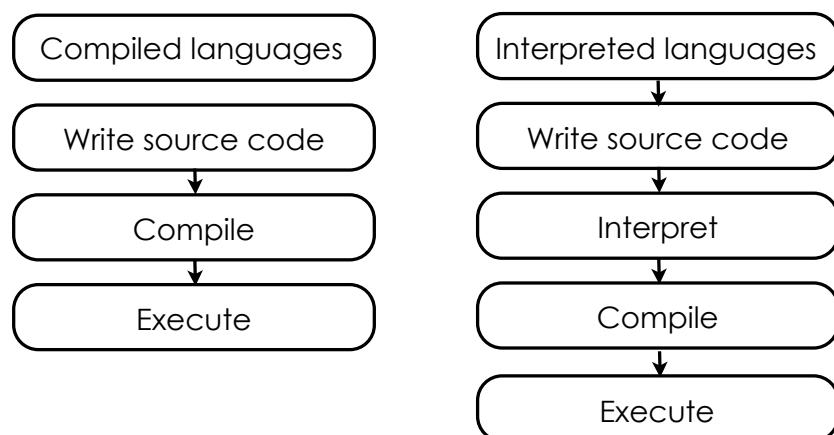 Compiled languages
Write source code
Compile
Execute
Interpreted languages
Write source code
Interpret
Compile
Execute